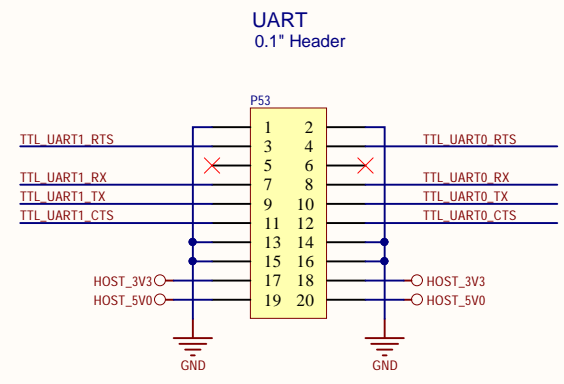 UART
0.1" Header
P53
1 2
TTL_UART1_RTS 3 4 TTL_UART0_RTS
5 6
TTL_UART1_RX 7 8 TTL_UART0_RX
TTL_UART1_TX 9 10 TTL_UART0_TX
TTL_UART1_CTS 11 12 TTL_UART0_CTS
13 14
15 16
HOST_3V3 17 18 HOST_3V3
HOST_5V0 19 20 HOST_5V0
GND GND